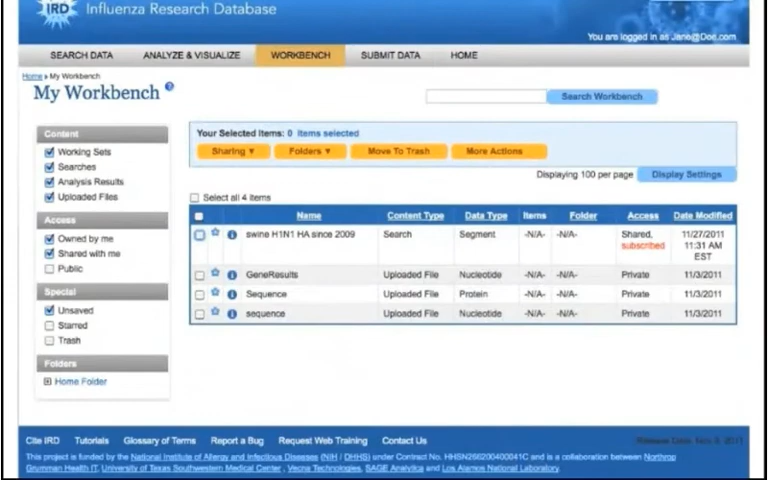 IRD Influenza Research Database
You are logged in as Jane@Doe.com
SEARCH DATA ANALYZE & VISUALIZE WORKBENCH SUBMIT DATA HOME
Home ▸ My Workbench
My Workbench ?
Search Workbench
Content
Working Sets
Searches
Analysis Results
Uploaded Files
Access
Owned by me
Shared with me
Public
Special
Unsaved
Starred
Trash
Folders
Home Folder
Your Selected Items: 0 items selected
Sharing ▼ Folders ▼ Move To Trash More Actions
Displaying 100 per page Display Settings
Select all 4 items
Name Content Type Data Type Items Folder Access Date Modified
swine H1N1 HA since 2009 Search Segment -N/A- -N/A- Shared, subscribed 11/27/2011 11:31 AM EST
GeneResults Uploaded File Nucleotide -N/A- -N/A- Private 11/3/2011
Sequence Uploaded File Protein -N/A- -N/A- Private 11/3/2011
sequence Uploaded File Nucleotide -N/A- -N/A- Private 11/3/2011
Cite IRD Tutorials Glossary of Terms Report a Bug Request Web Training Contact Us
Release Date: Nov 9, 2011
This project is funded by the National Institute of Allergy and Infectious Diseases (NIH / DHHS) under Contract No. HHSN266200400041C and is a collaboration between Northrop
Grumman Health IT, University of Texas Southwestern Medical Center, Vecna Technologies, SAGE Analytica and Los Alamos National Laboratory.